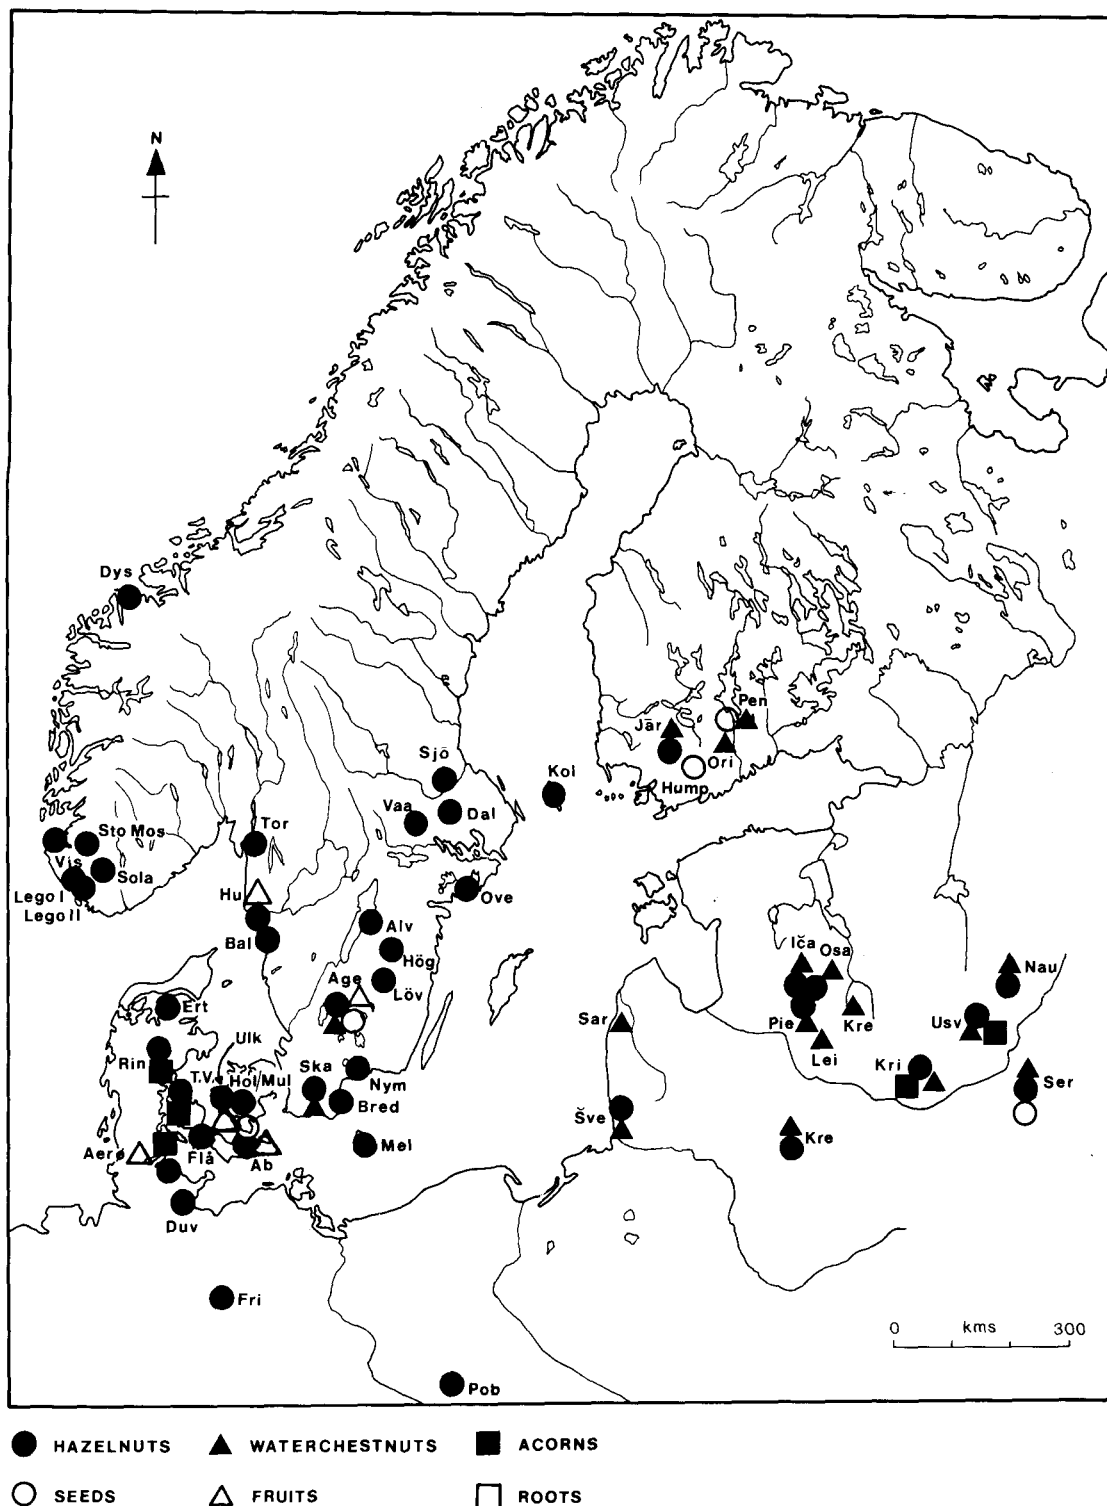 N
Dys
Pen
Jär
Ori
Hump
Sjö
Kol
Vaa
Dal
Tor
Sto Mos
Vis
Sola
Lego I
Lego II
Hu
Ove
Alv
Bal
Hög
Iča
Osa
Nau
Age
Löv
Ert
Sar
Pie
Kre
Usv
Ulk
Lei
Rin
T.V.
Hol
Mul
Ska
Nym
Kri
Ser
Bred
Šve
Aerø
Flå
Ab
Mel
Kre
Duv
Fri
0 kms 300
Pob
HAZELNUTS WATERCHESTNUTS ACORNS
SEEDS FRUITS ROOTS